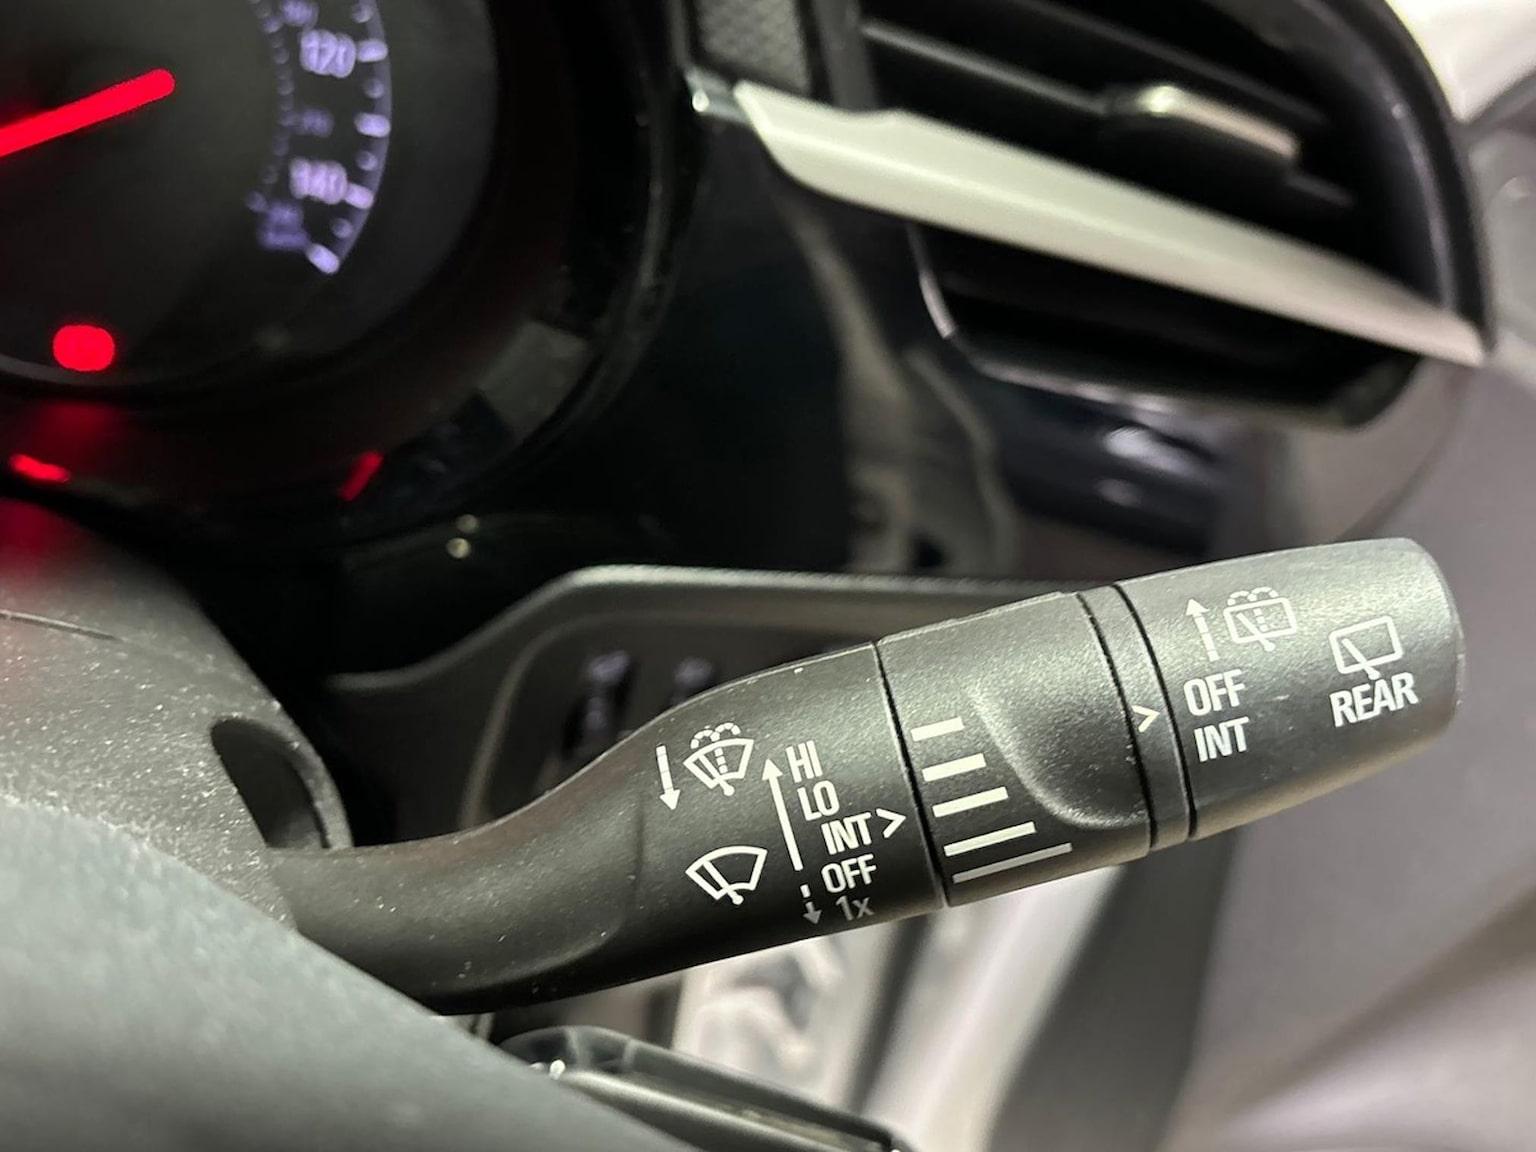 120
140
HI
LO
INT
OFF
1x
OFF
INT
REAR